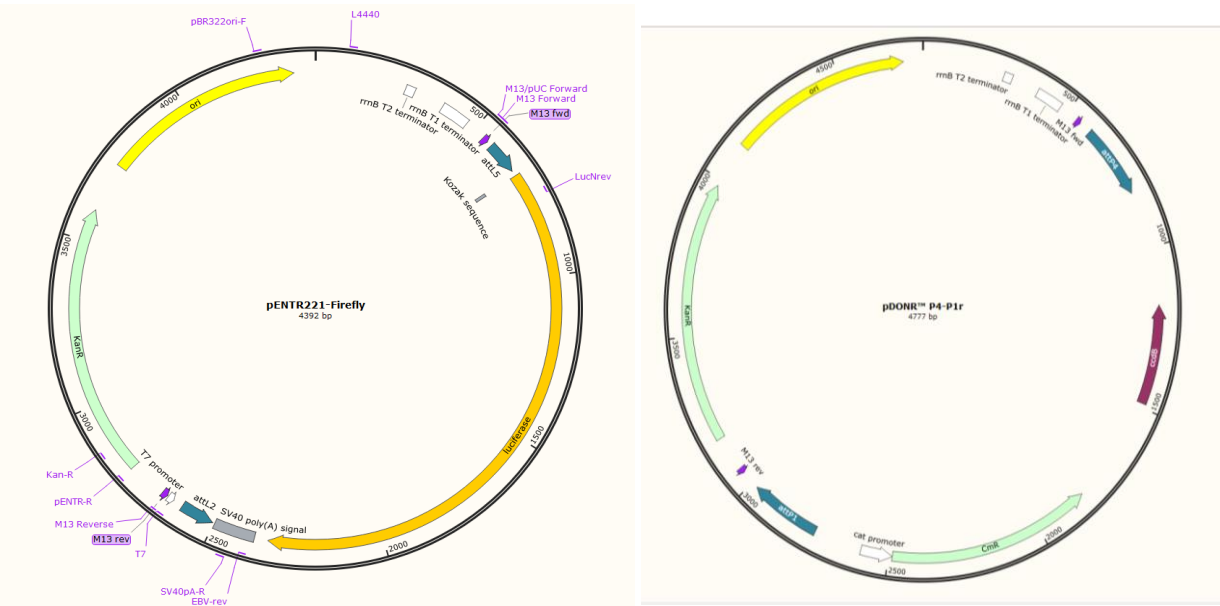 pBR322ori-F
L4440
ori
4000
rrnB T2 terminator
rrnB T1 terminator
500
M13/pUC Forward
M13 Forward
M13 fwd
attL5
LucNrev
Kozak sequence
1000
pENTR221-Firefly
4392 bp
3500
KanR
luciferase
1500
3000
Kan-R
pENTR-R
T7 promoter
attL2
SV40 poly(A) signal
M13 Reverse
M13 rev
T7
2500
2000
SV40pA-R
EBV-rev
4500
ori
rrnB T2 terminator
rrnB T1 terminator
500
M13 fwd
attP4
4000
1000
pDONR™ P4-P1r
4777 bp
KanR
3500
ccdB
1500
M13 rev
3000
attP1
cat promoter
CmR
2000
2500